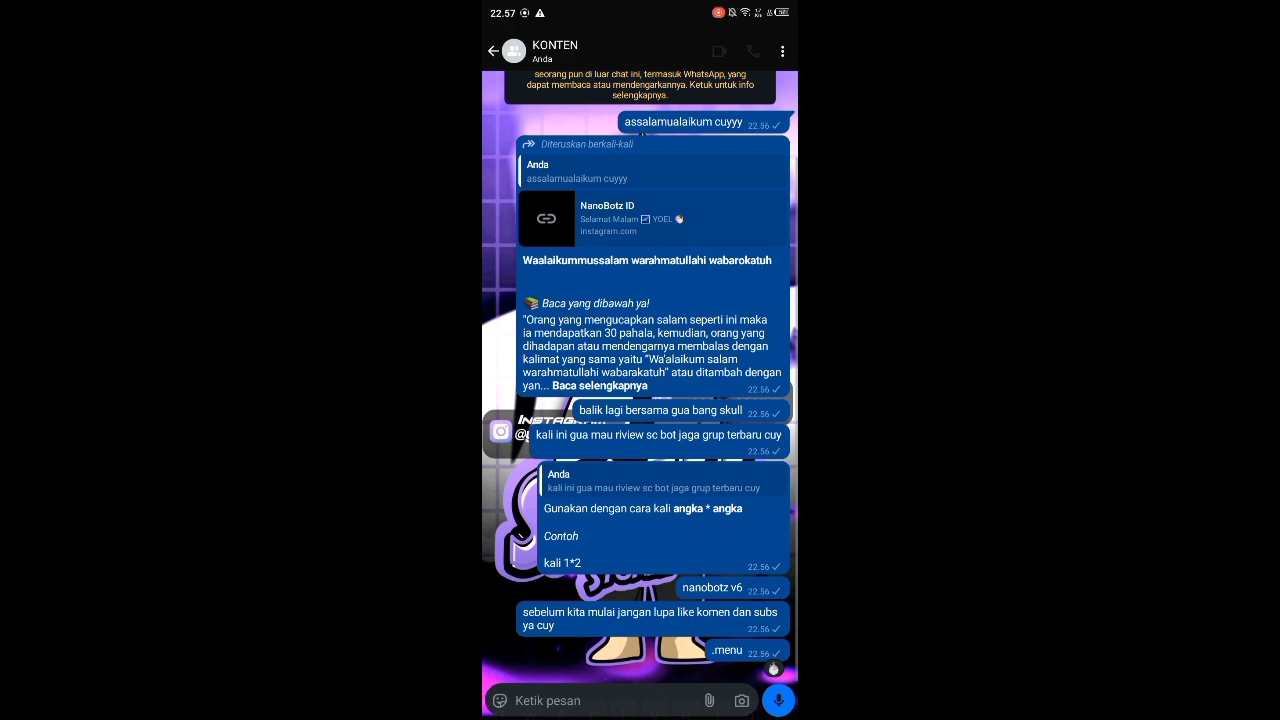 22.57
KONTEN
Anda
seorang pun di luar chat ini, termasuk WhatsApp, yang
dapat membaca atau mendengarkannya. Ketuk untuk info
selengkapnya.
assalamualaikum cuyyy 22.56
Diteruskan berkali-kali
Anda
assalamualaikum cuyyy
NanoBotz ID
Selamat Malam YOEL
instagram.com
Waalaikummussalam warahmatullahi wabarokatuh
📚 Baca yang dibawah ya!
"Orang yang mengucapkan salam seperti ini maka
ia mendapatkan 30 pahala, kemudian, orang yang
dihadapan atau mendengarnya membalas dengan
kalimat yang sama yaitu “Wa'alaikum salam
warahmatullahi wabarakatuh” atau ditambah dengan
yan... Baca selengkapnya 22.56
balik lagi bersama gua bang skull 22.56
kali ini gua mau riview sc bot jaga grup terbaru cuy
22.56
Anda
kali ini gua mau riview sc bot jaga grup terbaru cuy
Gunakan dengan cara kali angka * angka
Contoh
kali 1*2 22.56
nanobotz v6 22.56
sebelum kita mulai jangan lupa like komen dan subs
ya cuy 22.56
.menu 22.56
Ketik pesan